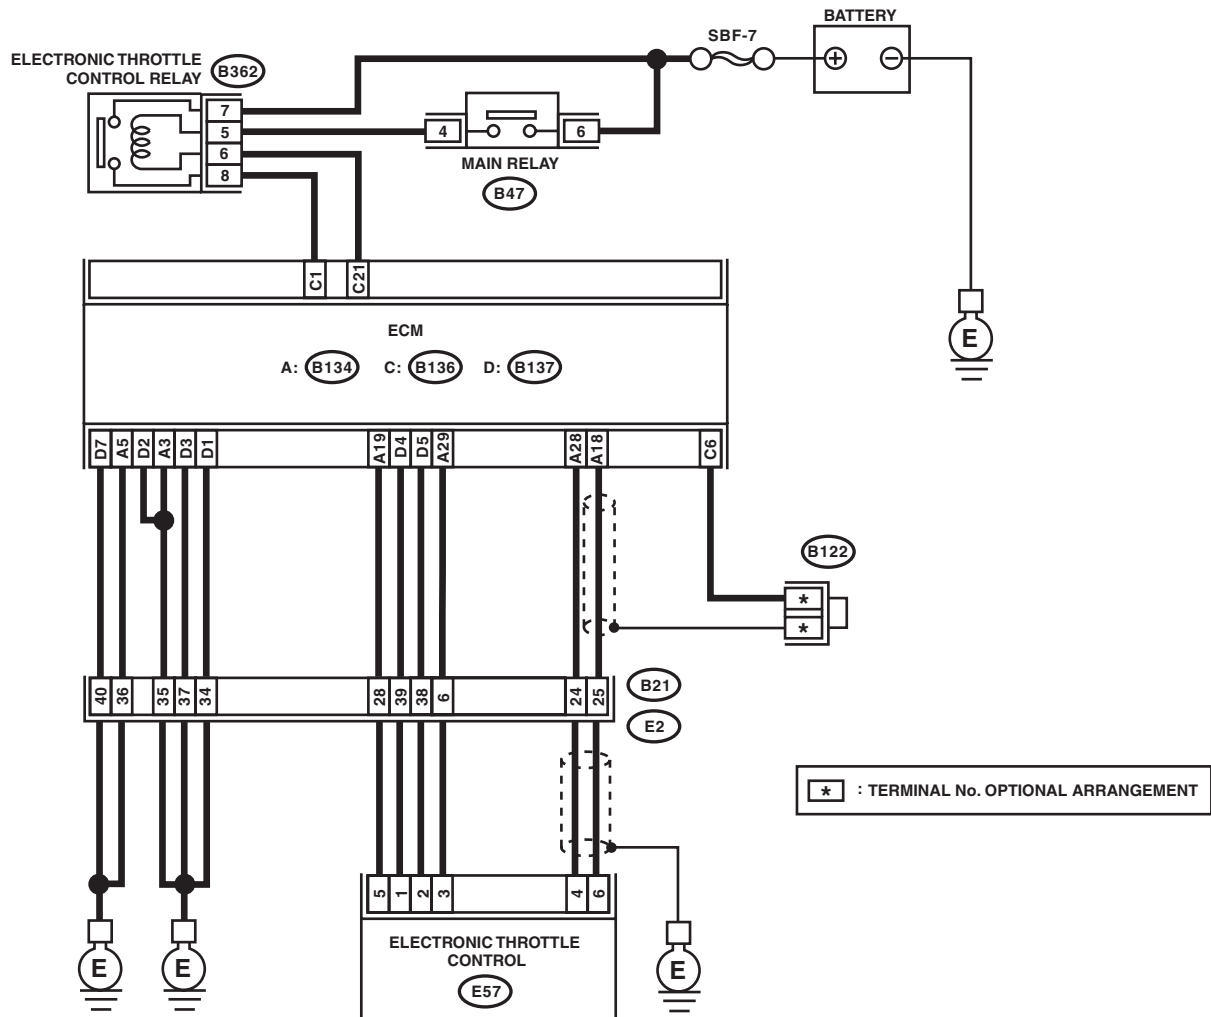 BATTERY
SBF-7
ELECTRONIC THROTTLE
CONTROL RELAY
B362
7
5
6
8
4
6
MAIN RELAY
B47
E
C1
C21
ECM
A: B134 C: B136 D: B137
D7 A5 D2 A3 D3 D1 A19 D4 D5 A29 A28 A18 C6
B122
*
*
40 36 35 37 34 28 39 38 6 24 25
B21
E2
* : TERMINAL No. OPTIONAL ARRANGEMENT
5 1 2 3 4 6
ELECTRONIC THROTTLE
CONTROL
E57
E
E
E